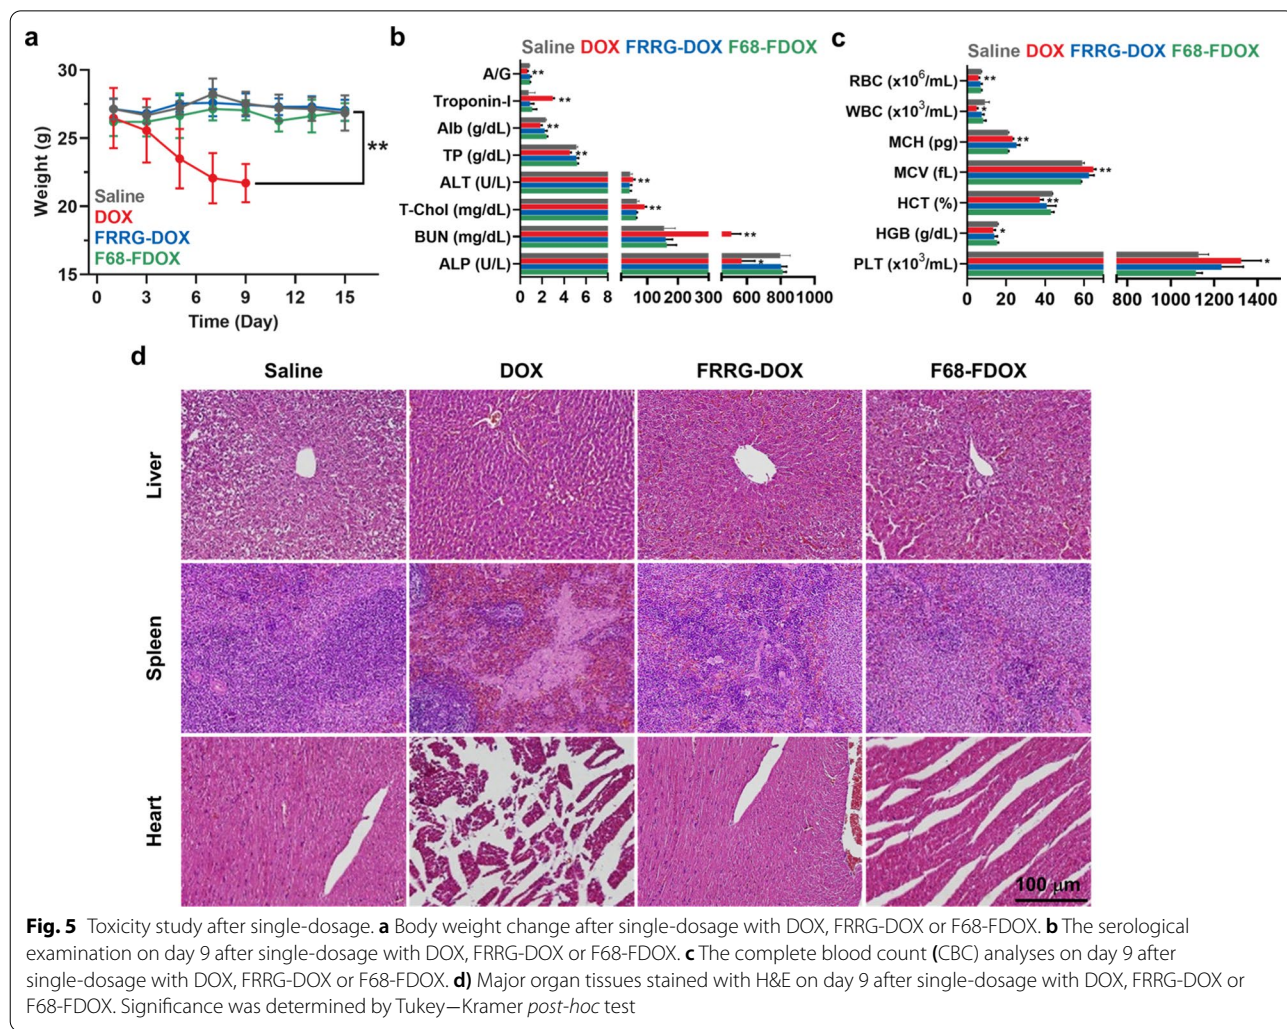 a
30
25
20
15
Weight (g)
**
Saline
DOX
FRRG-DOX
F68-FDOX
0 3 6 9 12 15
Time (Day)
b
Saline DOX FRRG-DOX F68-FDOX
A/G **
Troponin-I **
Alb (g/dL) **
TP (g/dL) **
ALT (U/L) **
T-Chol (mg/dL) **
BUN (mg/dL) **
ALP (U/L) *
0 2 4 6 8 100 200 300 600 800 1000
c
Saline DOX FRRG-DOX F68-FDOX
RBC (x10⁶/mL) **
WBC (x10³/mL) *
MCH (pg) **
MCV (fL) **
HCT (%) **
HGB (g/dL) *
PLT (x10³/mL) *
0 20 40 60 800 1000 1200 1400
d
Saline DOX FRRG-DOX F68-FDOX
Liver
Spleen
Heart
100 μm
Fig. 5 Toxicity study after single-dosage. a Body weight change after single-dosage with DOX, FRRG-DOX or F68-FDOX. b The serological
examination on day 9 after single-dosage with DOX, FRRG-DOX or F68-FDOX. c The complete blood count (CBC) analyses on day 9 after
single-dosage with DOX, FRRG-DOX or F68-FDOX. d) Major organ tissues stained with H&E on day 9 after single-dosage with DOX, FRRG-DOX or
F68-FDOX. Significance was determined by Tukey—Kramer post-hoc test